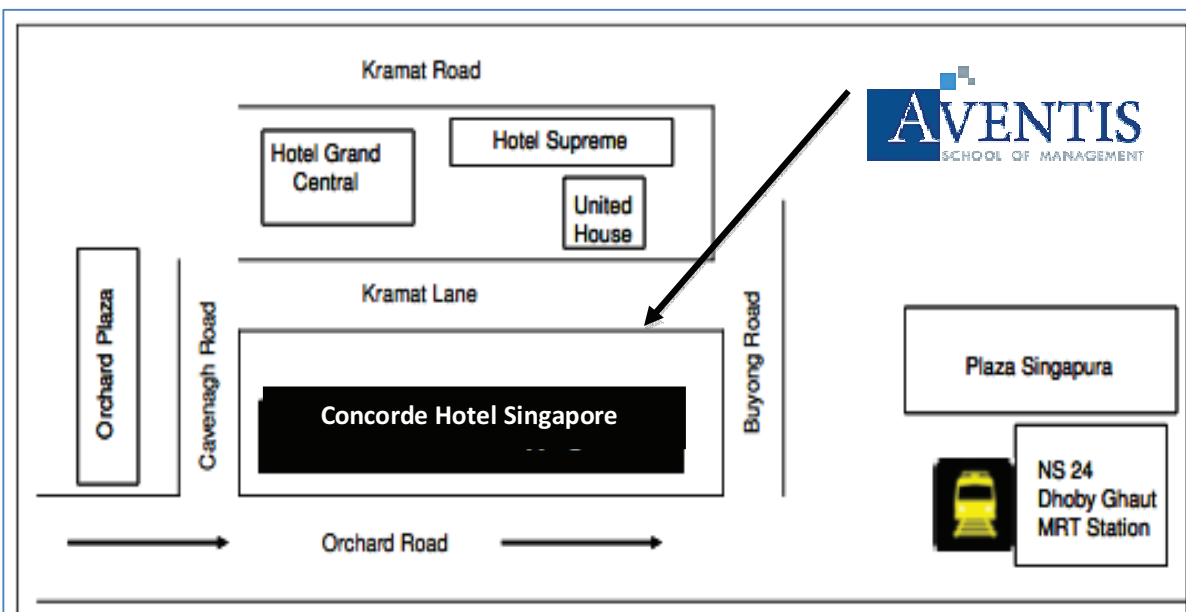 Kramat Road
AVENTIS
SCHOOL OF MANAGEMENT
Hotel Grand
Central
Hotel Supreme
United
House
Kramat Lane
Orchard Plaza
Cavenagh Road
Concorde Hotel Singapore
Buyong Road
Plaza Singapura
NS 24
Dhoby Ghaut
MRT Station
Orchard Road